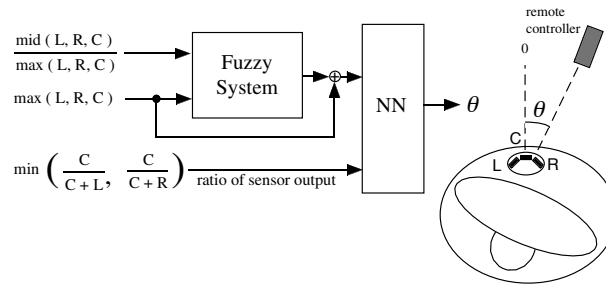 mid ( L, R, C )
max ( L, R, C )
max ( L, R, C )
min ( C / C + L , C / C + R )
ratio of sensor output
Fuzzy
System
⊕
NN
θ
remote
controller
0
θ
C
L
R